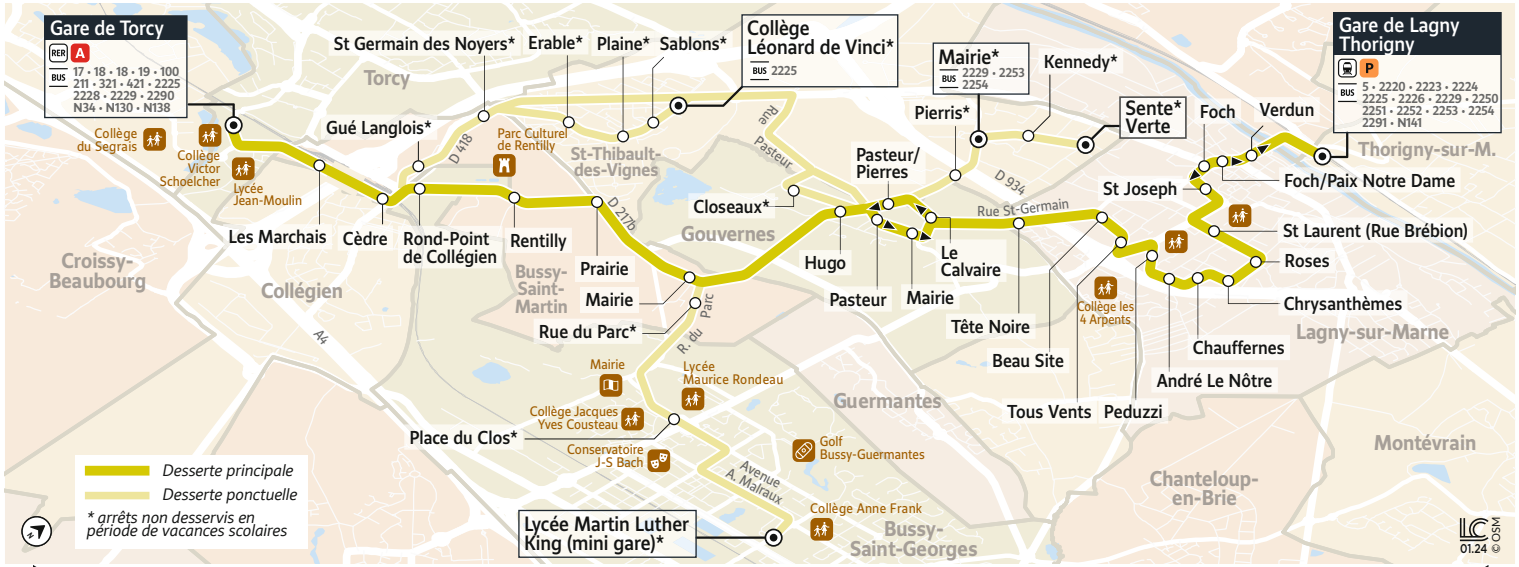 Gare de Torcy
RER A
BUS
17 • 18 • 18 • 19 • 100
211 • 321 • 421 • 2225
2228 • 2229 • 2290
N34 • N130 • N138
Collège
du Segrais
Collège
Victor
Schoelcher
Lycée
Jean-Moulin
Les Marchais
Cèdre
Rond-Point
de Collégien
Rentilly
Prairie
Mairie
Rue du Parc*
Place du Clos*
Gué Langlois*
St Germain des Noyers*
Erable*
Plaine*
Sablons*
Collège
Léonard de Vinci*
BUS 2225
Torcy
D 418
Parc Culturel
de Rentilly
St-Thibault-
des-Vignes
Rue
Pasteur
D 217b
Closeaux*
Gouvernes
Hugo
Pasteur/
Pierres
Pasteur
Mairie
Le
Calvaire
Pierris*
Mairie*
BUS
2229 • 2253
2254
Kennedy*
Sente*
Verte
D 934
Rue St-Germain
Tête Noire
Beau Site
Tous Vents
Peduzzi
Collège les
4 Arpents
André Le Nôtre
Chauffernes
Chrysanthèmes
Roses
St Laurent (Rue Brébion)
St Joseph
Foch/Paix Notre Dame
Foch
Verdun
Gare de Lagny
Thorigny
P
BUS
5 • 2220 • 2223 • 2224
2225 • 2226 • 2229 • 2250
2251 • 2252 • 2253 • 2254
2291 • N141
Thorigny-sur-M.
Lagny-sur-Marne
Montévrain
Chanteloup-
en-Brie
Guermantes
Croissy-
Beaubourg
Collégien
A4
Bussy-
Saint-
Martin
R. du Parc
Mairie
Collège Jacques
Yves Cousteau
Lycée
Maurice Rondeau
Conservatoire
J-S Bach
Golf
Bussy-Guermantes
Avenue
A. Malraux
Collège Anne Frank
Bussy-
Saint-Georges
Lycée Martin Luther
King (mini gare)*
Desserte principale
Desserte ponctuelle
* arrêts non desservis en
période de vacances scolaires
LC
01.24
© OSM